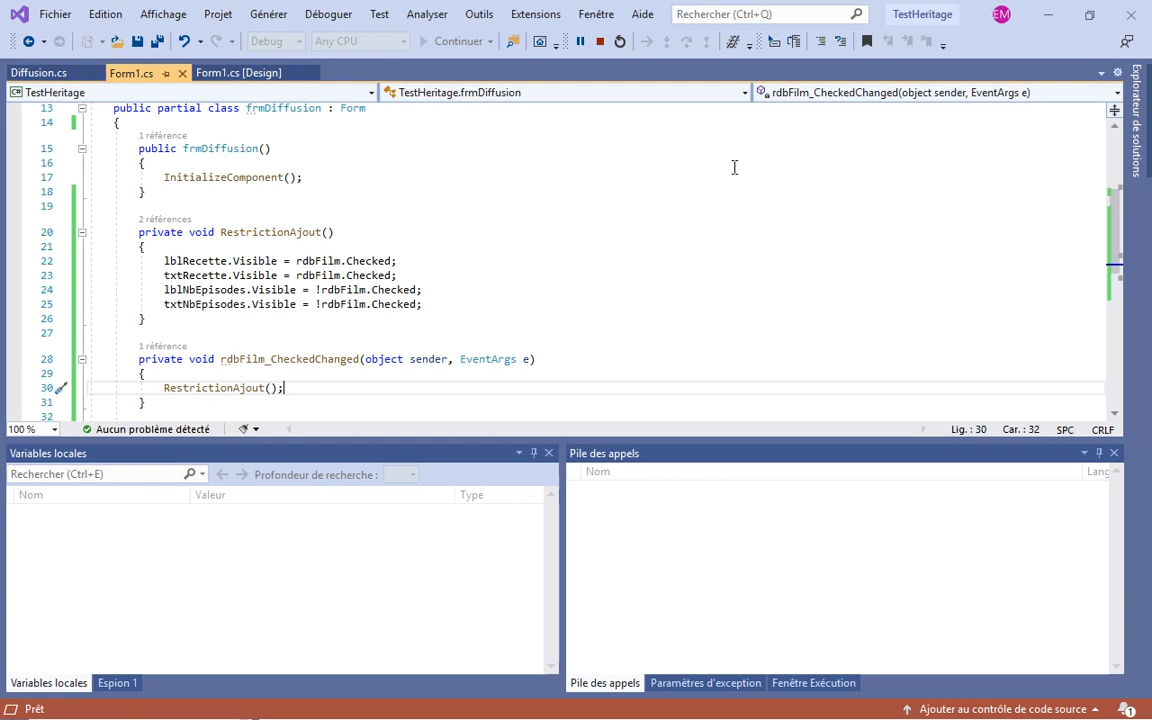 Fichier Edition Affichage Projet Générer Déboguer Test Analyser Outils Extensions Fenêtre Aide Rechercher (Ctrl+Q) TestHeritage EM
Debug Any CPU Continuer
Diffusion.cs Form1.cs Form1.cs [Design]
TestHeritage TestHeritage.frmDiffusion rdbFilm_CheckedChanged(object sender, EventArgs e)
13 public partial class frmDiffusion : Form
14 {
1 référence
15 public frmDiffusion()
16 {
17 InitializeComponent();
18 }
19
2 références
20 private void RestrictionAjout()
21 {
22 lblRecette.Visible = rdbFilm.Checked;
23 txtRecette.Visible = rdbFilm.Checked;
24 lblNbEpisodes.Visible = !rdbFilm.Checked;
25 txtNbEpisodes.Visible = !rdbFilm.Checked;
26 }
27
1 référence
28 private void rdbFilm_CheckedChanged(object sender, EventArgs e)
29 {
30 RestrictionAjout();
31 }
32
100 % Aucun problème détecté Lig. : 30 Car. : 32 SPC CRLF
Explorateur de solutions
Variables locales
Rechercher (Ctrl+E) Profondeur de recherche :
Nom Valeur Type
Pile des appels
Nom Lang
Variables locales Espion 1
Pile des appels Paramètres d'exception Fenêtre Exécution
Prêt Ajouter au contrôle de code source 1